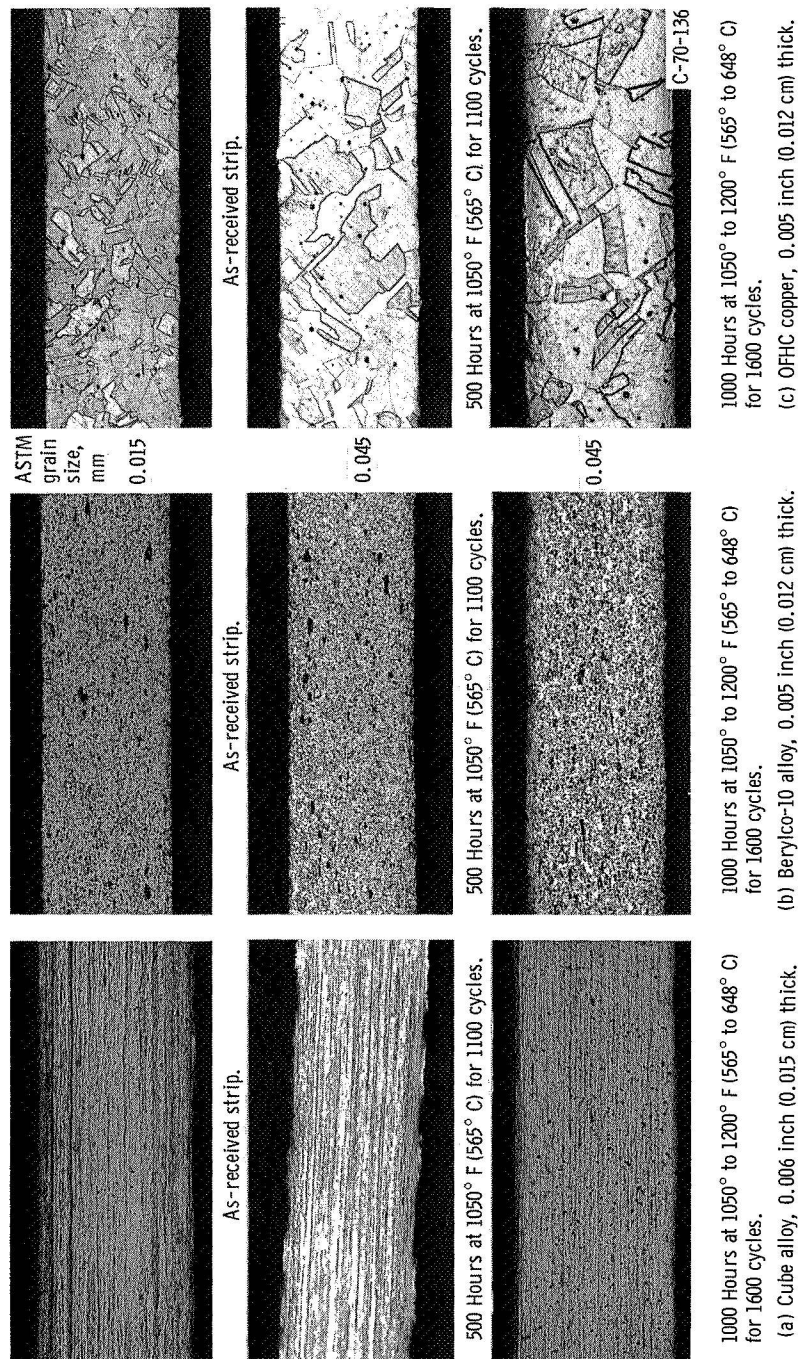 As-received strip.
500 Hours at 1050° F (565° C) for 1100 cycles.
1000 Hours at 1050° to 1200° F (565° to 648° C)
for 1600 cycles.
(a) Cube alloy, 0.006 inch (0.015 cm) thick.
As-received strip.
500 Hours at 1050° F (565° C) for 1100 cycles.
1000 Hours at 1050° to 1200° F (565° to 648° C)
for 1600 cycles.
(b) Berylco-10 alloy, 0.005 inch (0.012 cm) thick.
ASTM
grain
size,
mm
0.015
As-received strip.
0.045
500 Hours at 1050° F (565° C) for 1100 cycles.
0.045
C-70-136
1000 Hours at 1050° to 1200° F (565° to 648° C)
for 1600 cycles.
(c) OFHC copper, 0.005 inch (0.012 cm) thick.